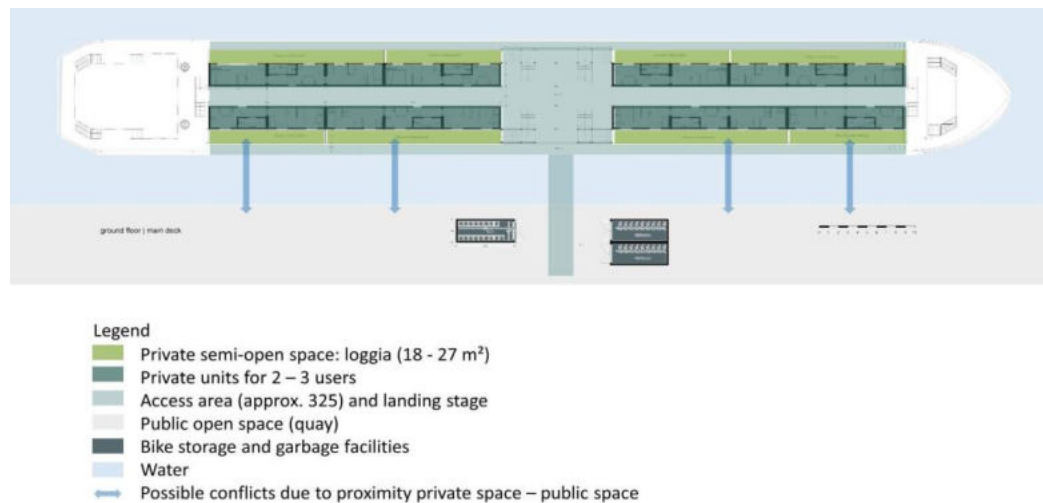 ground floor | main deck
Legend
Private semi-open space: loggia (18 - 27 m²)
Private units for 2 – 3 users
Access area (approx. 325) and landing stage
Public open space (quay)
Bike storage and garbage facilities
Water
Possible conflicts due to proximity private space – public space